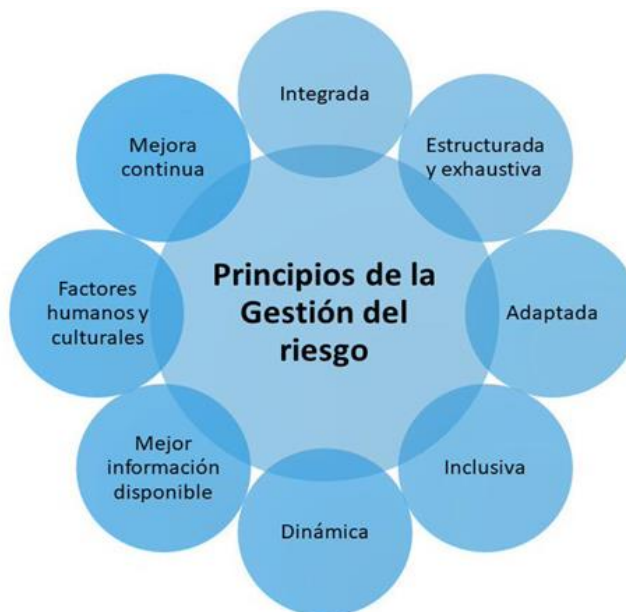 Integrada
Estructurada
y exhaustiva
Adaptada
Inclusiva
Dinámica
Mejor
información
disponible
Factores
humanos y
culturales
Mejora
continua
Principios de la
Gestión del
riesgo